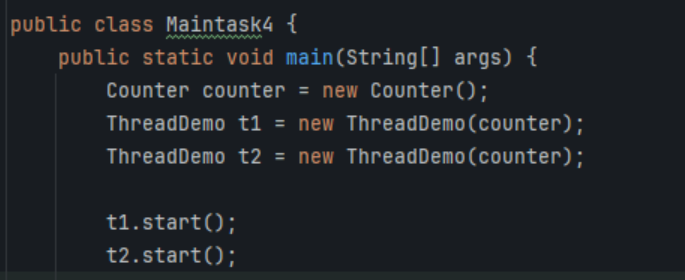 public class Maintask4 {
public static void main(String[] args) {
Counter counter = new Counter();
ThreadDemo t1 = new ThreadDemo(counter);
ThreadDemo t2 = new ThreadDemo(counter);
t1.start();
t2.start();